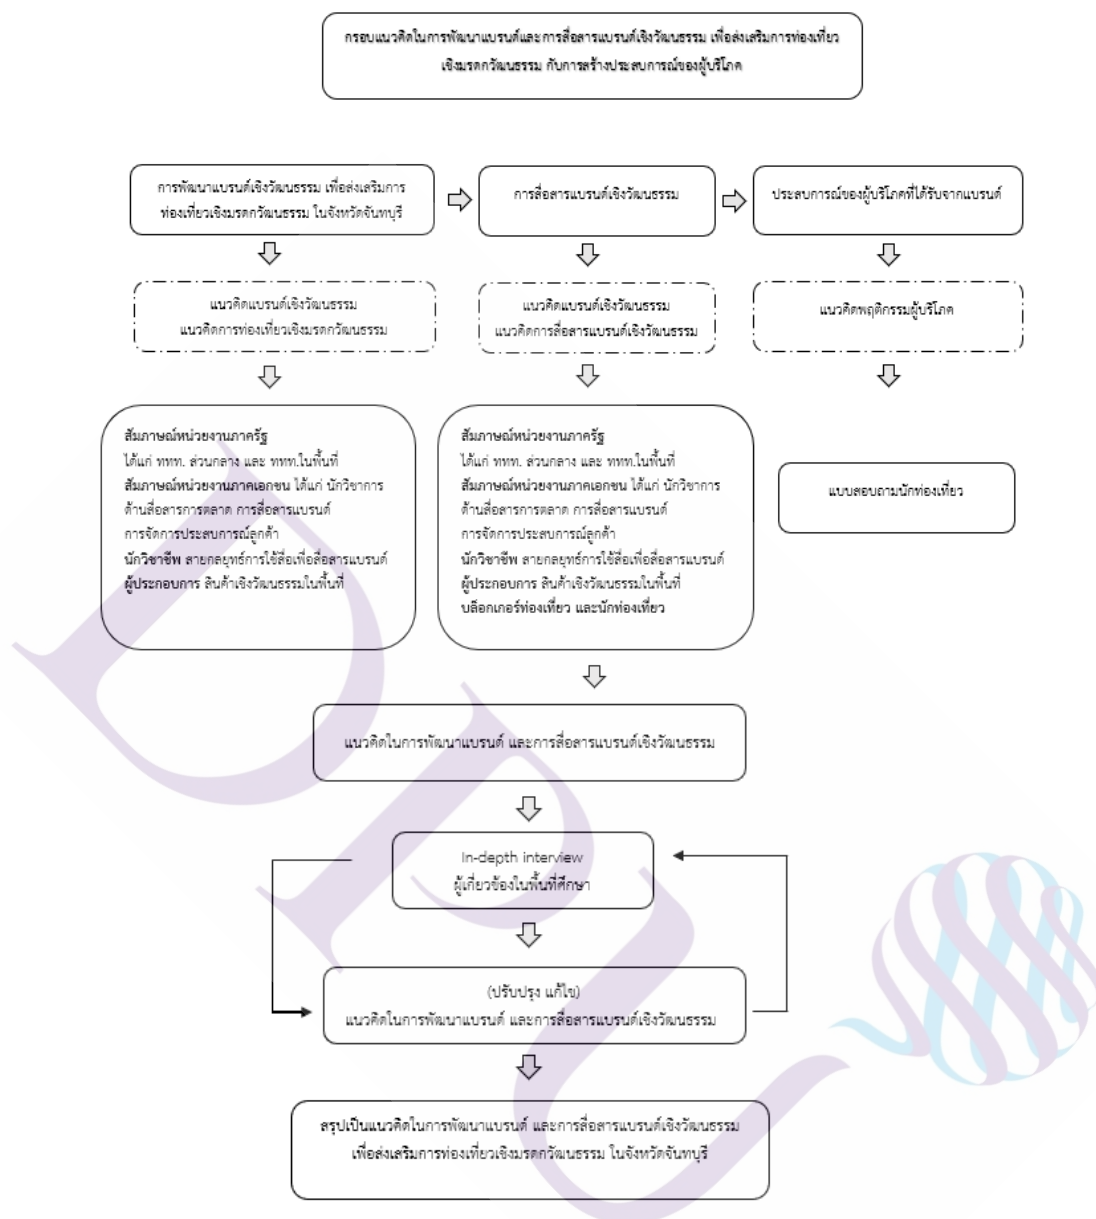 กรอบแนวคิดในการพัฒนาแบรนด์และการสื่อสารแบรนด์เชิงวัฒนธรรม เพื่อส่งเสริมการท่องเที่ยว
เชิงมรดกวัฒนธรรม กับการสร้างประสบการณ์ของผู้บริโภค
การพัฒนาแบรนด์เชิงวัฒนธรรม เพื่อส่งเสริมการ
ท่องเที่ยวเชิงมรดกวัฒนธรรม ในจังหวัดจันทบุรี
การสื่อสารแบรนด์เชิงวัฒนธรรม
ประสบการณ์ของผู้บริโภคที่ได้รับจากแบรนด์
แนวคิดแบรนด์เชิงวัฒนธรรม
แนวคิดการท่องเที่ยวเชิงมรดกวัฒนธรรม
แนวคิดแบรนด์เชิงวัฒนธรรม
แนวคิดการสื่อสารแบรนด์เชิงวัฒนธรรม
แนวคิดพฤติกรรมผู้บริโภค
สัมภาษณ์หน่วยงานภาครัฐ
ได้แก่ ททท. ส่วนกลาง และ ททท.ในพื้นที่
สัมภาษณ์หน่วยงานภาคเอกชน ได้แก่ นักวิชาการ
ด้านสื่อสารการตลาด การสื่อสารแบรนด์
การจัดการประสบการณ์ลูกค้า
นักวิชาชีพ สายกลยุทธ์การใช้สื่อเพื่อสื่อสารแบรนด์
ผู้ประกอบการ สินค้าเชิงวัฒนธรรมในพื้นที่
สัมภาษณ์หน่วยงานภาครัฐ
ได้แก่ ททท. ส่วนกลาง และ ททท.ในพื้นที่
สัมภาษณ์หน่วยงานภาคเอกชน ได้แก่ นักวิชาการ
ด้านสื่อสารการตลาด การสื่อสารแบรนด์
การจัดการประสบการณ์ลูกค้า
นักวิชาชีพ สายกลยุทธ์การใช้สื่อเพื่อสื่อสารแบรนด์
ผู้ประกอบการ สินค้าเชิงวัฒนธรรมในพื้นที่
บล็อกเกอร์ท่องเที่ยว และนักท่องเที่ยว
แบบสอบถามนักท่องเที่ยว
แนวคิดในการพัฒนาแบรนด์ และการสื่อสารแบรนด์เชิงวัฒนธรรม
In-depth interview
ผู้เกี่ยวข้องในพื้นที่ศึกษา
(ปรับปรุง แก้ไข)
แนวคิดในการพัฒนาแบรนด์ และการสื่อสารแบรนด์เชิงวัฒนธรรม
สรุปเป็นแนวคิดในการพัฒนาแบรนด์ และการสื่อสารแบรนด์เชิงวัฒนธรรม
เพื่อส่งเสริมการท่องเที่ยวเชิงมรดกวัฒนธรรม ในจังหวัดจันทบุรี
DPU